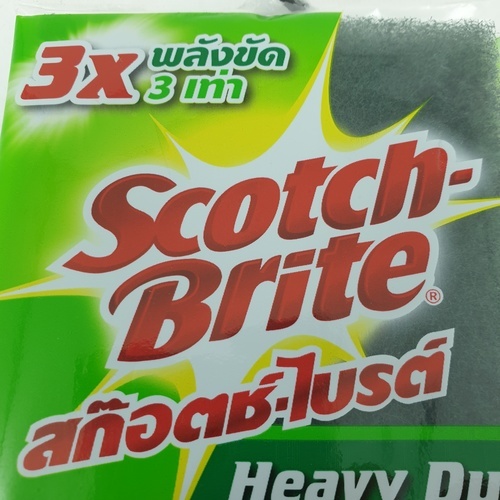 3X พลังขัด
3 เท่า
Scotch-
Brite®
สก๊อตช์-ไบรต์
Heavy